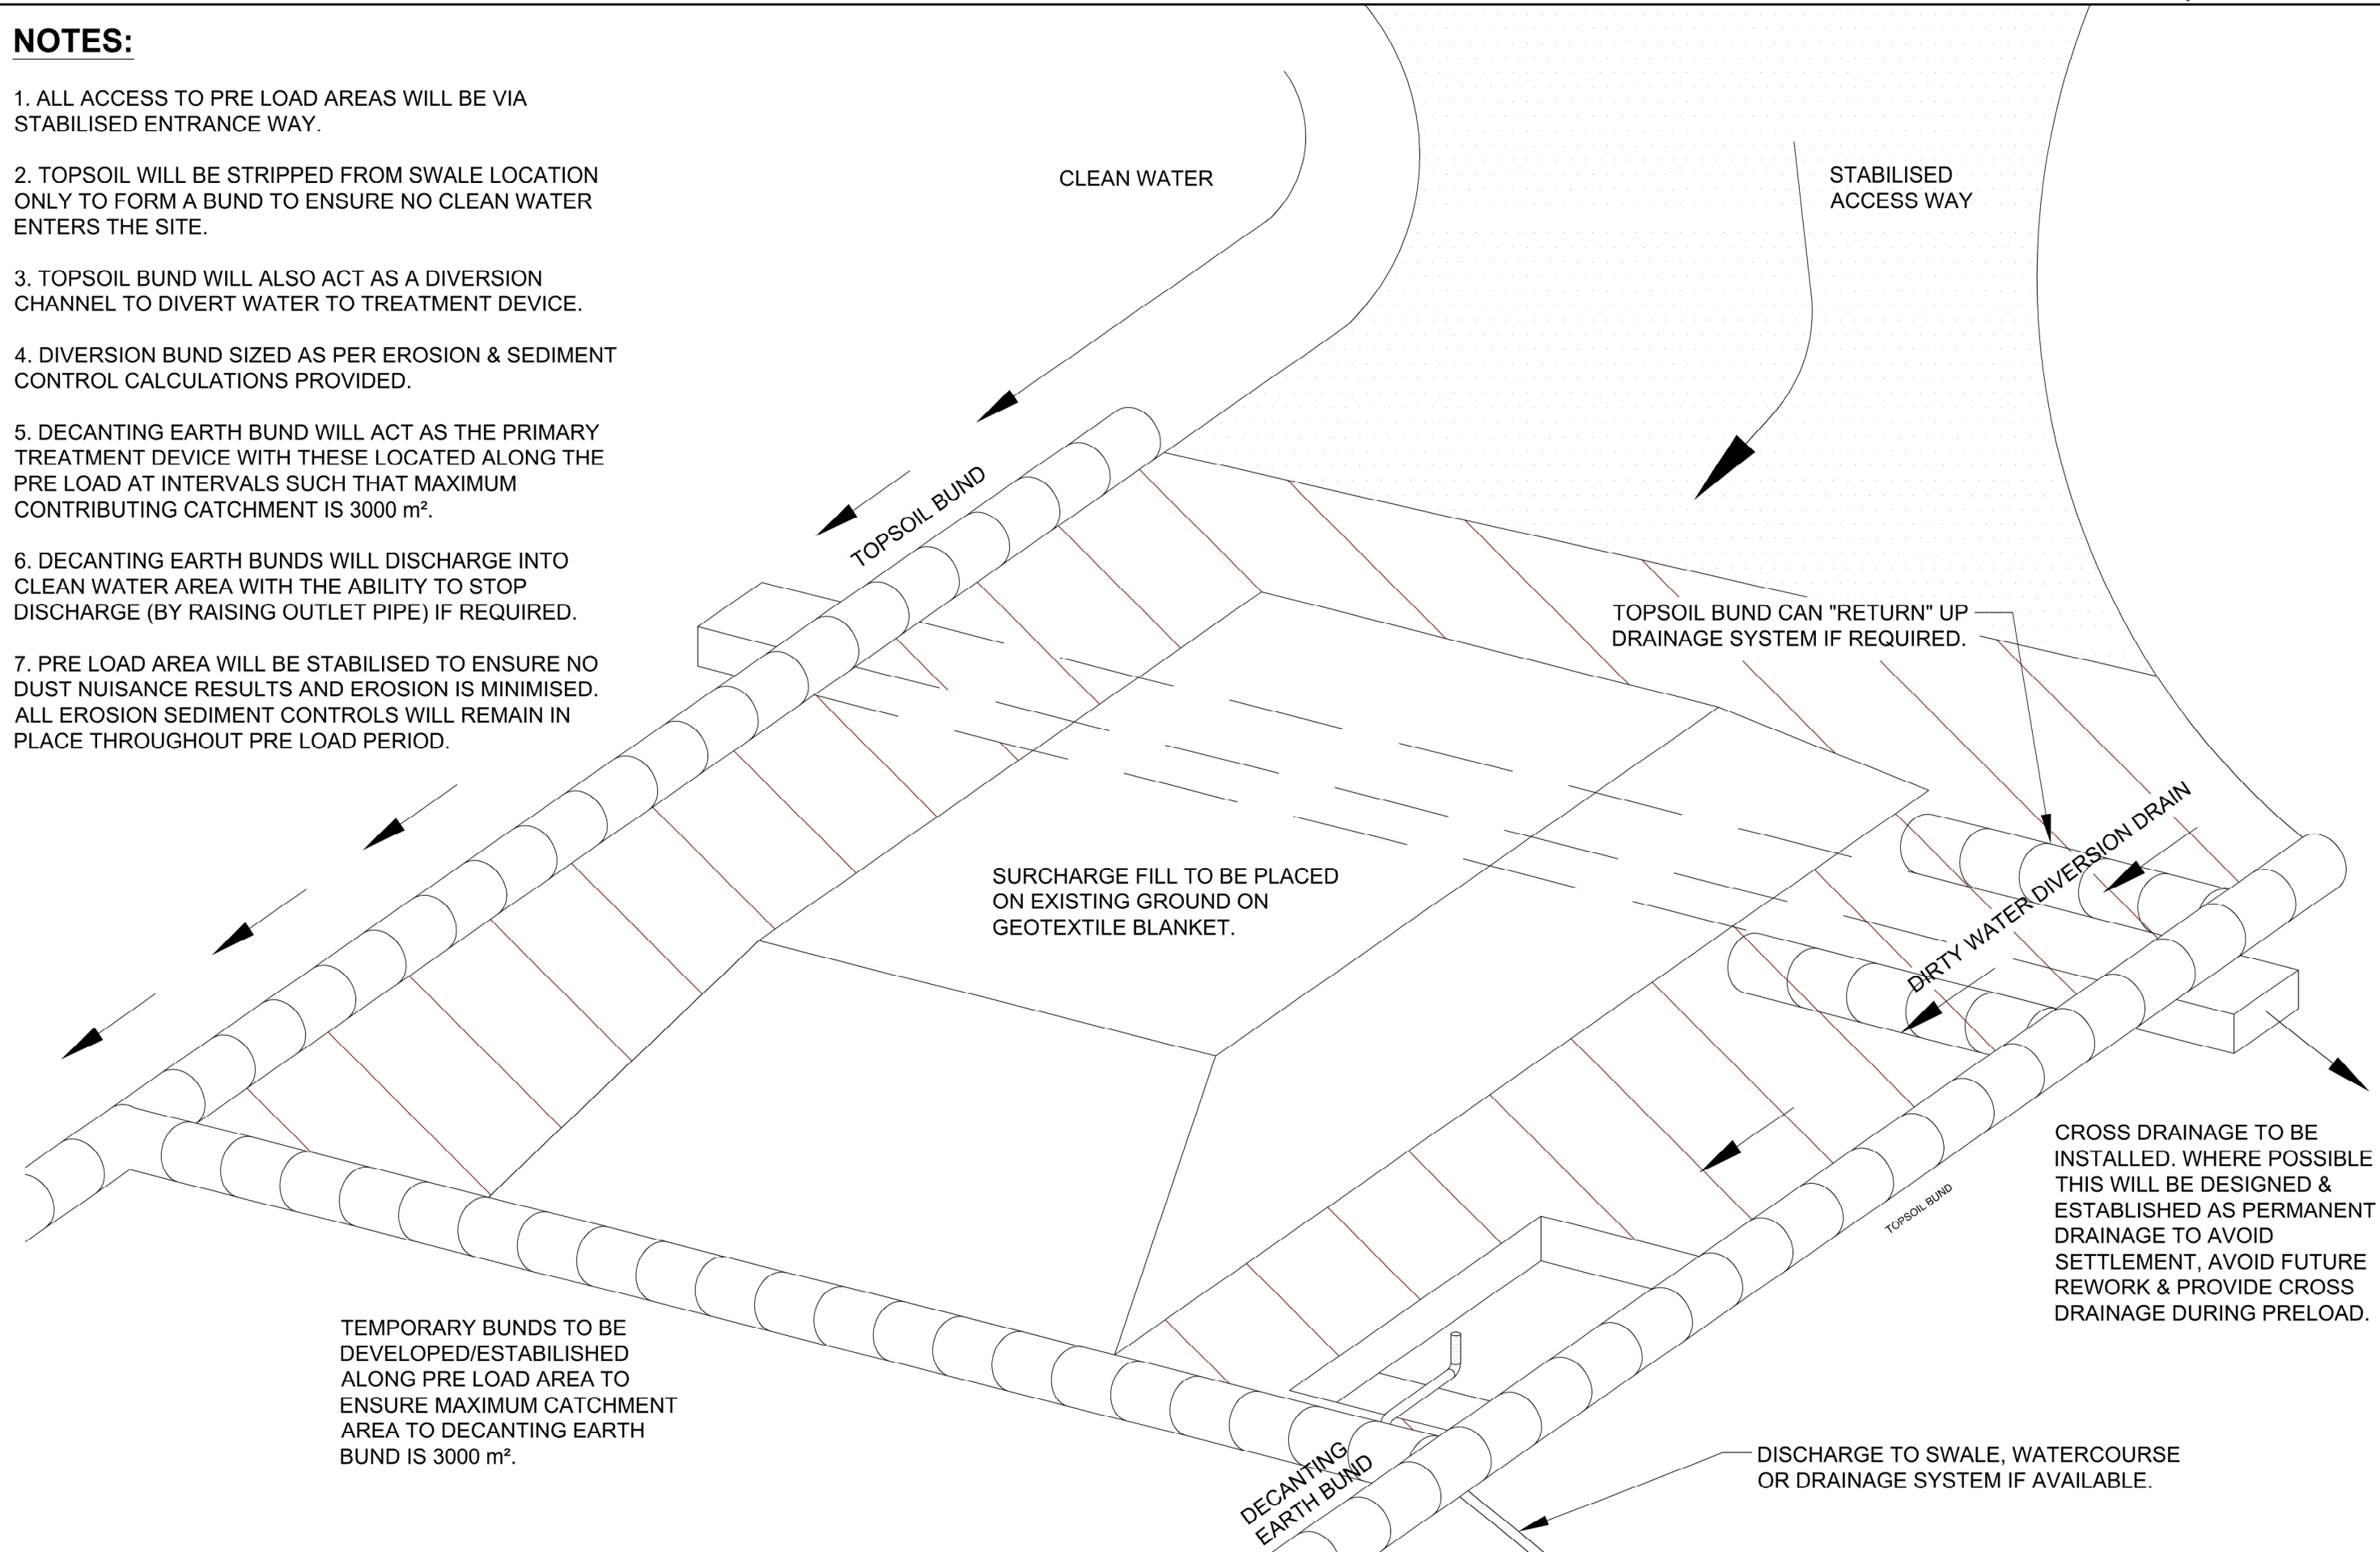 NOTES:
1. ALL ACCESS TO PRE LOAD AREAS WILL BE VIA
STABILISED ENTRANCE WAY.
2. TOPSOIL WILL BE STRIPPED FROM SWALE LOCATION
ONLY TO FORM A BUND TO ENSURE NO CLEAN WATER
ENTERS THE SITE.
3. TOPSOIL BUND WILL ALSO ACT AS A DIVERSION
CHANNEL TO DIVERT WATER TO TREATMENT DEVICE.
4. DIVERSION BUND SIZED AS PER EROSION & SEDIMENT
CONTROL CALCULATIONS PROVIDED.
5. DECANTING EARTH BUND WILL ACT AS THE PRIMARY
TREATMENT DEVICE WITH THESE LOCATED ALONG THE
PRE LOAD AT INTERVALS SUCH THAT MAXIMUM
CONTRIBUTING CATCHMENT IS 3000 m².
6. DECANTING EARTH BUNDS WILL DISCHARGE INTO
CLEAN WATER AREA WITH THE ABILITY TO STOP
DISCHARGE (BY RAISING OUTLET PIPE) IF REQUIRED.
7. PRE LOAD AREA WILL BE STABILISED TO ENSURE NO
DUST NUISANCE RESULTS AND EROSION IS MINIMISED.
ALL EROSION SEDIMENT CONTROLS WILL REMAIN IN
PLACE THROUGHOUT PRE LOAD PERIOD.
CLEAN WATER
STABILISED
ACCESS WAY
TOPSOIL BUND
TOPSOIL BUND CAN "RETURN" UP
DRAINAGE SYSTEM IF REQUIRED.
DIRTY WATER DIVERSION DRAIN
SURCHARGE FILL TO BE PLACED
ON EXISTING GROUND ON
GEOTEXTILE BLANKET.
CROSS DRAINAGE TO BE
INSTALLED. WHERE POSSIBLE
THIS WILL BE DESIGNED &
ESTABLISHED AS PERMANENT
DRAINAGE TO AVOID
SETTLEMENT, AVOID FUTURE
REWORK & PROVIDE CROSS
DRAINAGE DURING PRELOAD.
TOPSOIL BUND
TEMPORARY BUNDS TO BE
DEVELOPED/ESTABILISHED
ALONG PRE LOAD AREA TO
ENSURE MAXIMUM CATCHMENT
AREA TO DECANTING EARTH
BUND IS 3000 m².
DECANTING
EARTH BUND
DISCHARGE TO SWALE, WATERCOURSE
OR DRAINAGE SYSTEM IF AVAILABLE.